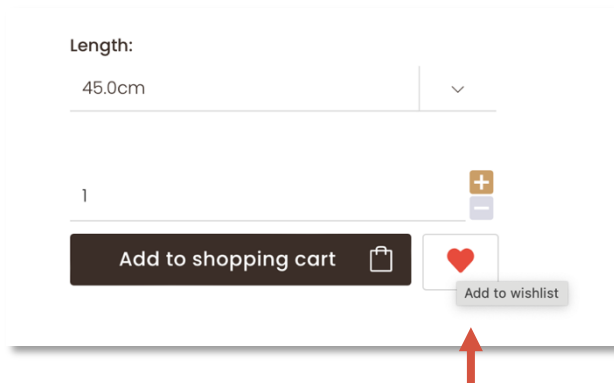 Length:
45.0cm
1
Add to shopping cart
Add to wishlist